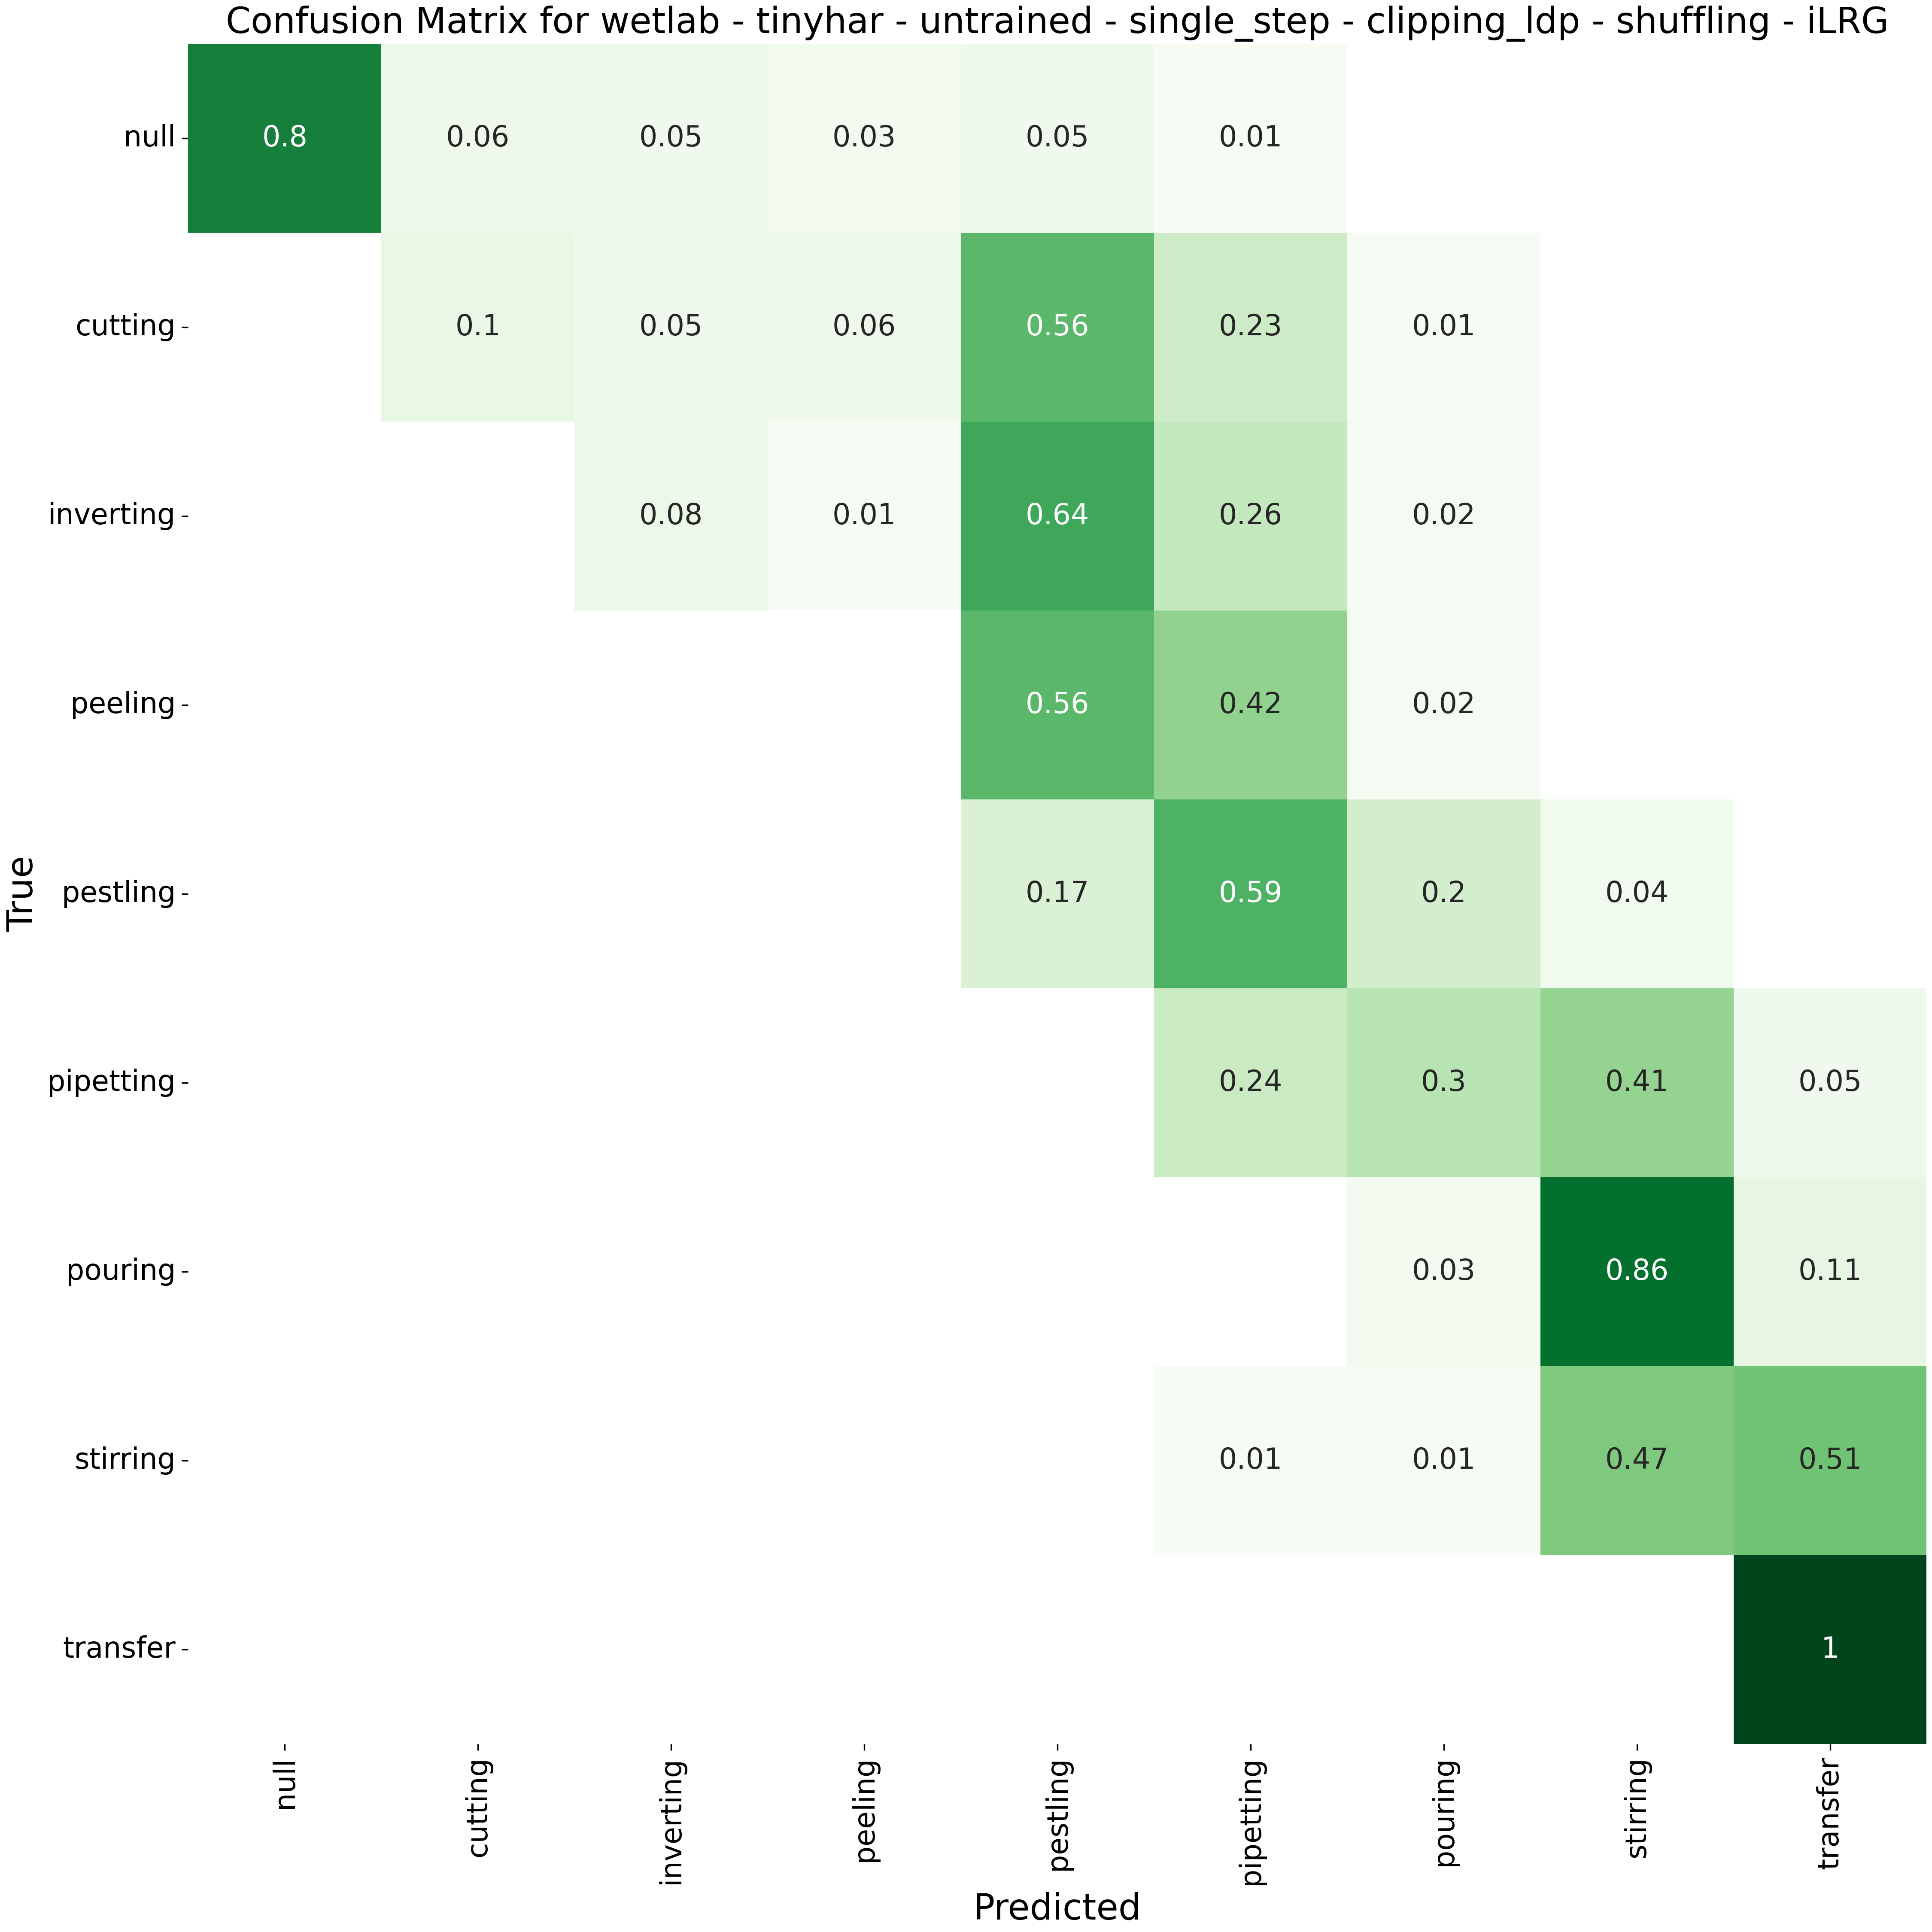 Confusion Matrix for wetlab - tinyhar - untrained - single_step - clipping_ldp - shuffling - iLRG
null 0.8 0.06 0.05 0.03 0.05 0.01
cutting 0.1 0.05 0.06 0.56 0.23 0.01
inverting 0.08 0.01 0.64 0.26 0.02
peeling 0.56 0.42 0.02
pestling 0.17 0.59 0.2 0.04
pipetting 0.24 0.3 0.41 0.05
pouring 0.03 0.86 0.11
stirring 0.01 0.01 0.47 0.51
transfer 1
True
null cutting inverting peeling pestling pipetting pouring stirring transfer
Predicted